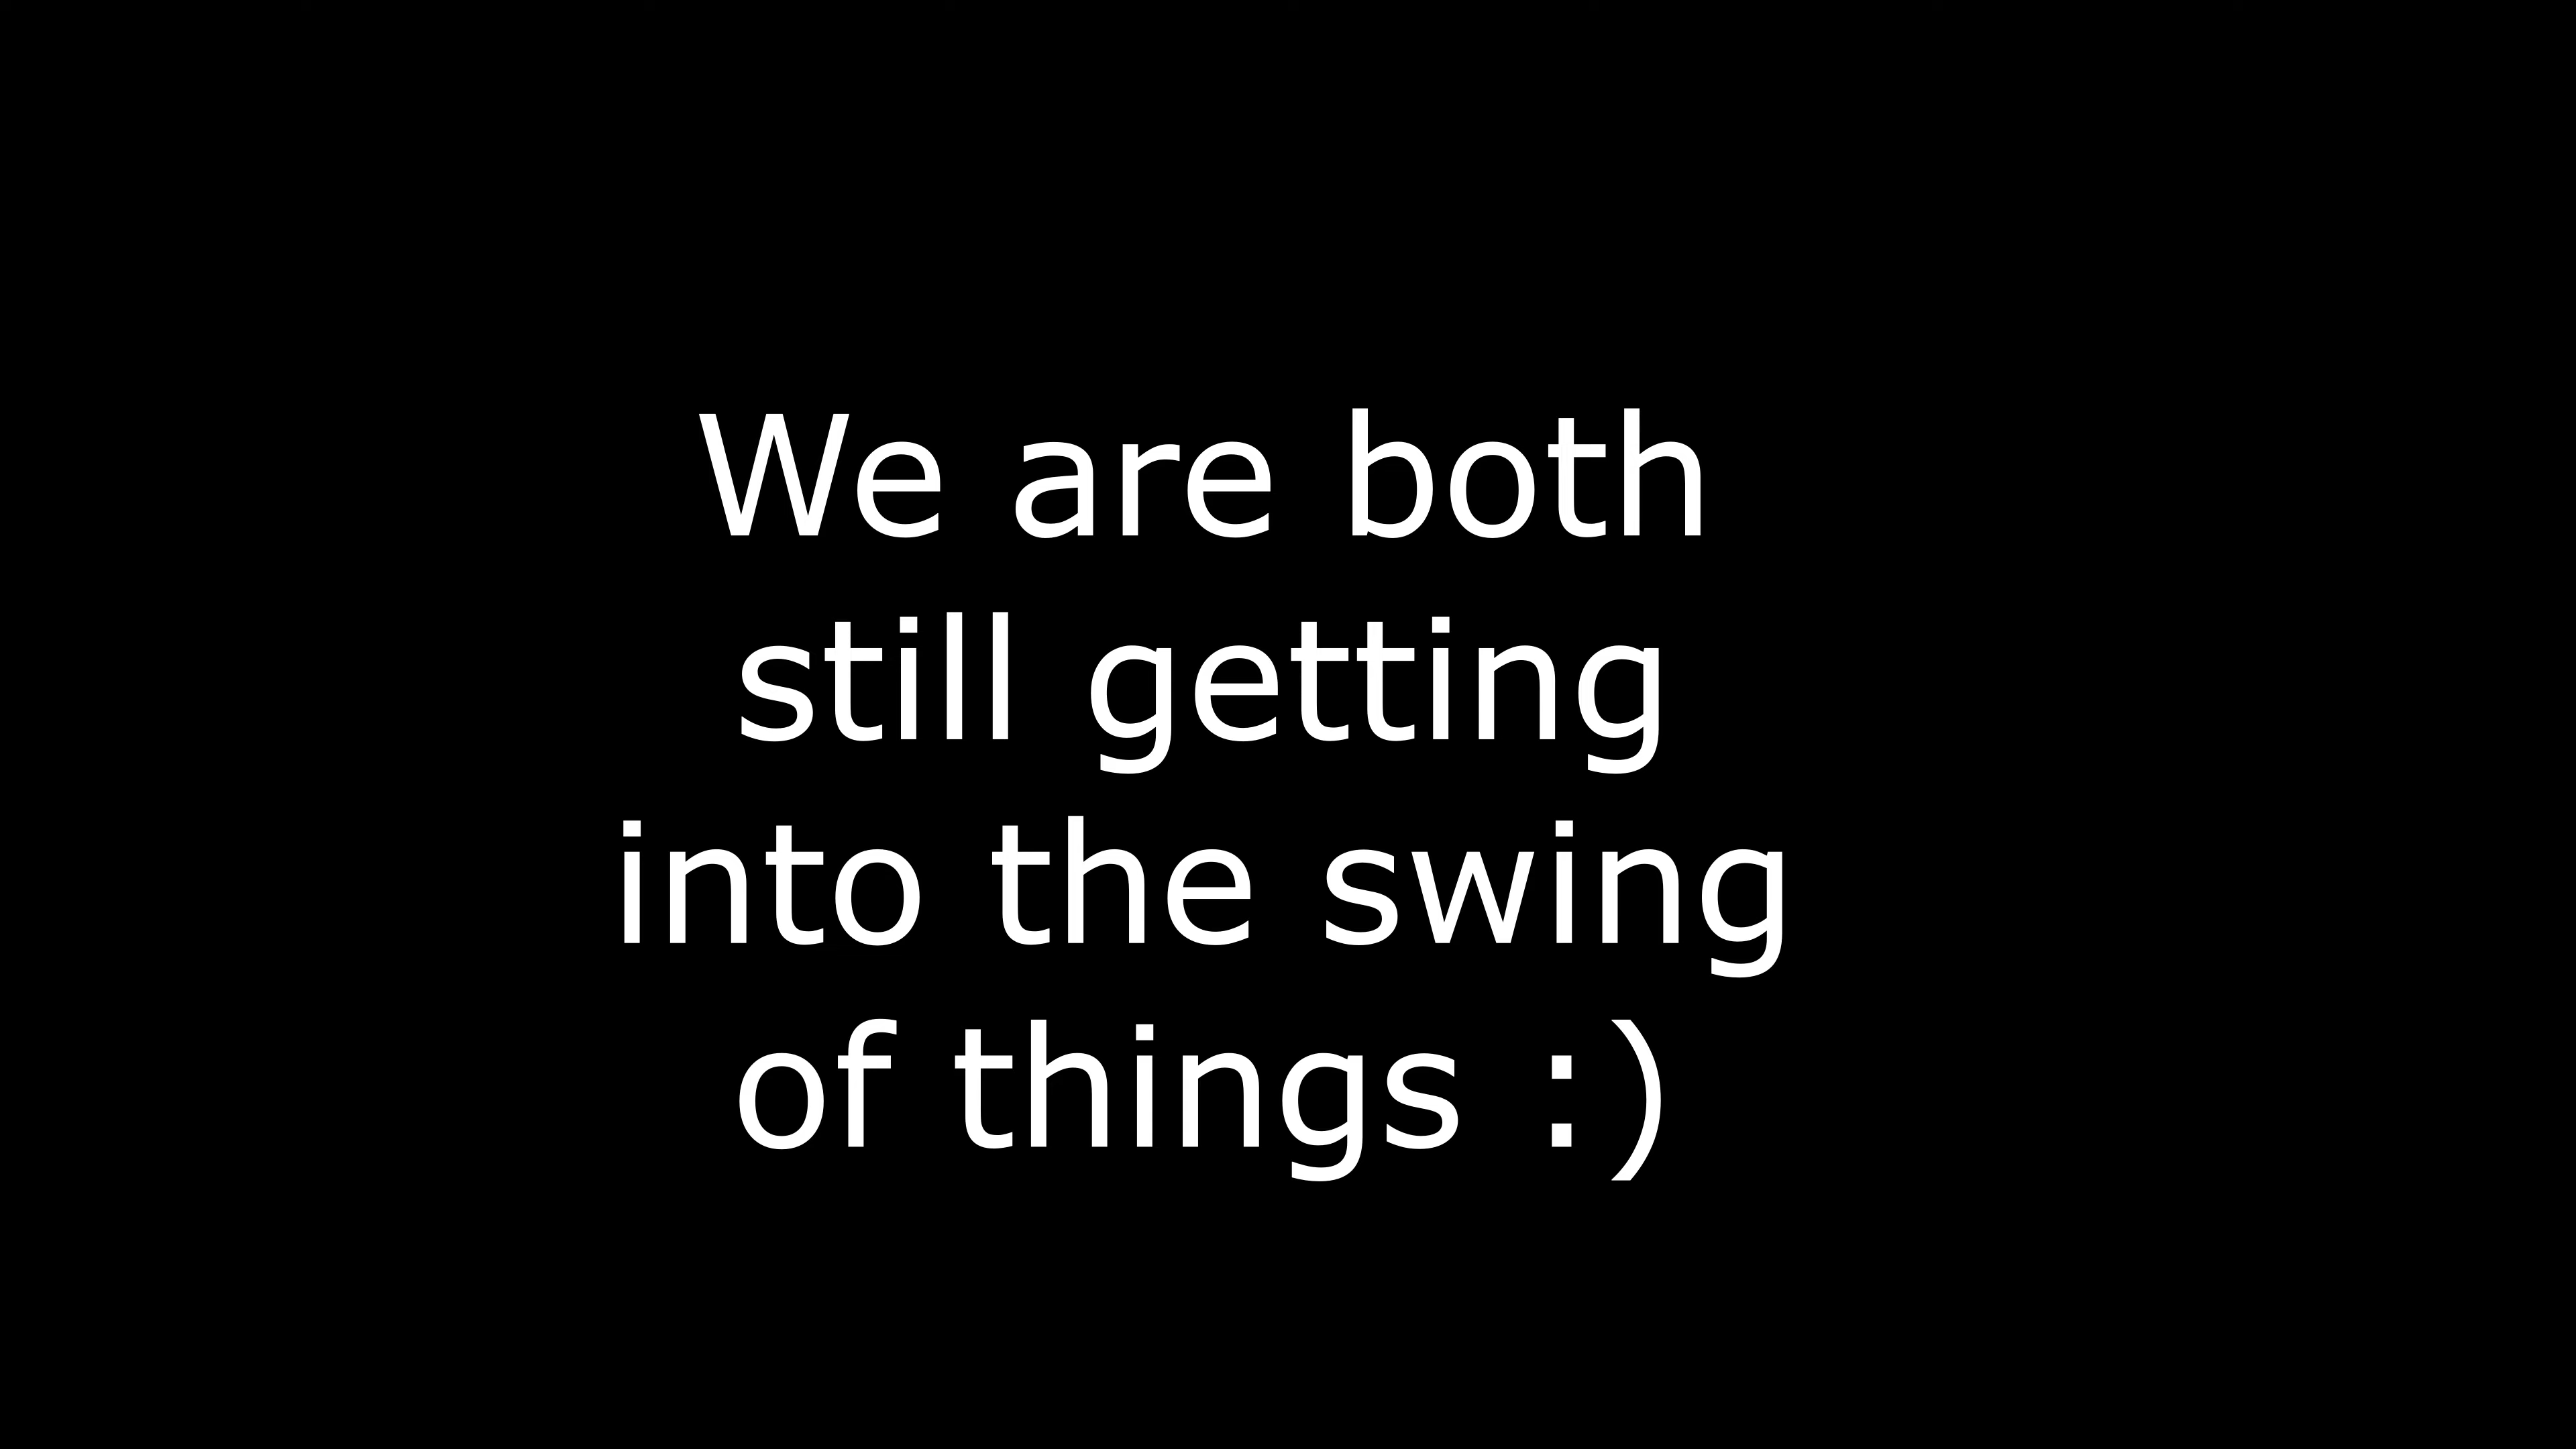 We are both
still getting
into the swing
of things :)